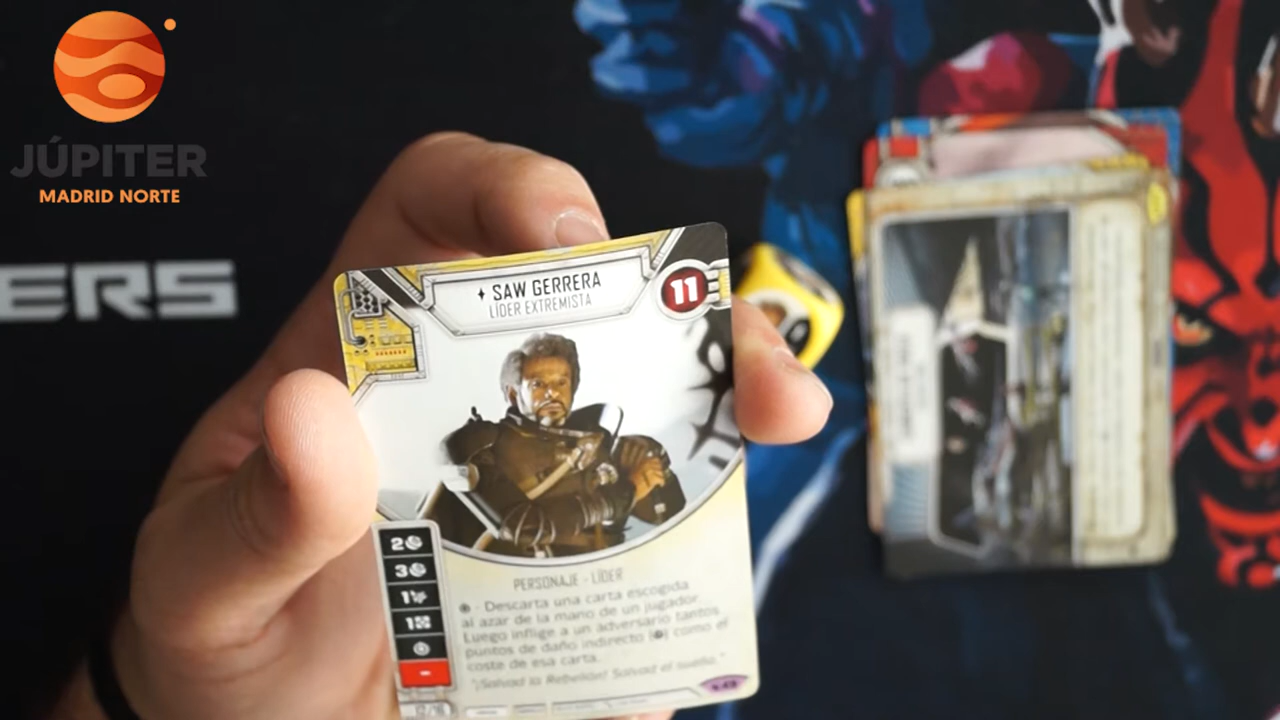 JÚPITER
MADRID NORTE
ERS
SAW GERRERA
LÍDER EXTREMISTA
11
2
3
1
1
-
PERSONAJE - LÍDER
- Descarta una carta escogida
al azar de la mano de un jugador.
Luego inflige a un adversario tantos
puntos de daño indirecto ( ) como el
coste de esa carta.
"¡Salvad la Rebelión! Salvad el sueño."
12/16